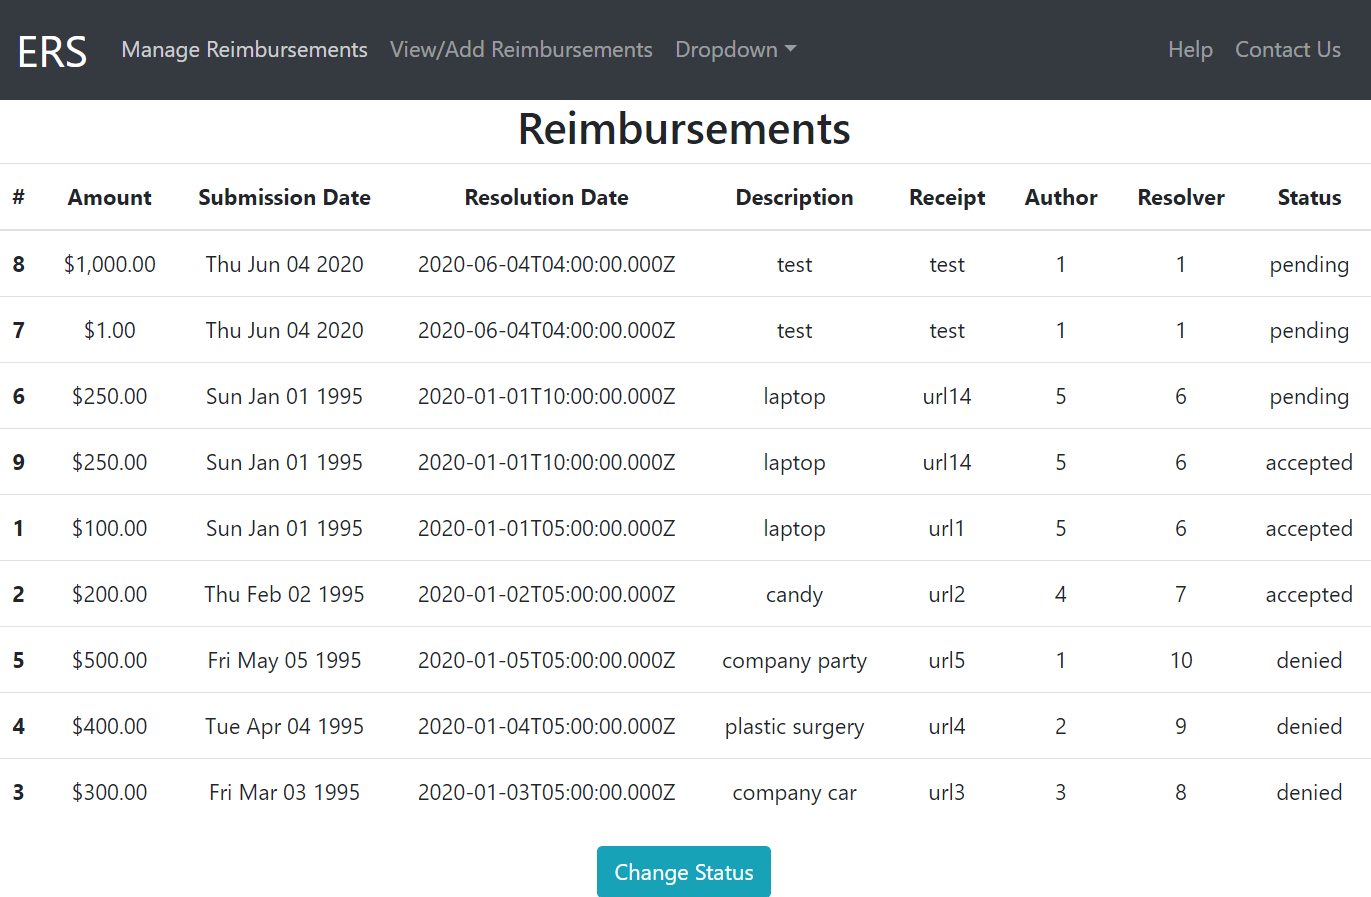 ERS Manage Reimbursements View/Add Reimbursements Dropdown Help Contact Us
Reimbursements
# Amount Submission Date Resolution Date Description Receipt Author Resolver Status
8 $1,000.00 Thu Jun 04 2020 2020-06-04T04:00:00.000Z test test 1 1 pending
7 $1.00 Thu Jun 04 2020 2020-06-04T04:00:00.000Z test test 1 1 pending
6 $250.00 Sun Jan 01 1995 2020-01-01T10:00:00.000Z laptop url14 5 6 pending
9 $250.00 Sun Jan 01 1995 2020-01-01T10:00:00.000Z laptop url14 5 6 accepted
1 $100.00 Sun Jan 01 1995 2020-01-01T05:00:00.000Z laptop url1 5 6 accepted
2 $200.00 Thu Feb 02 1995 2020-01-02T05:00:00.000Z candy url2 4 7 accepted
5 $500.00 Fri May 05 1995 2020-01-05T05:00:00.000Z company party url5 1 10 denied
4 $400.00 Tue Apr 04 1995 2020-01-04T05:00:00.000Z plastic surgery url4 2 9 denied
3 $300.00 Fri Mar 03 1995 2020-01-03T05:00:00.000Z company car url3 3 8 denied
Change Status